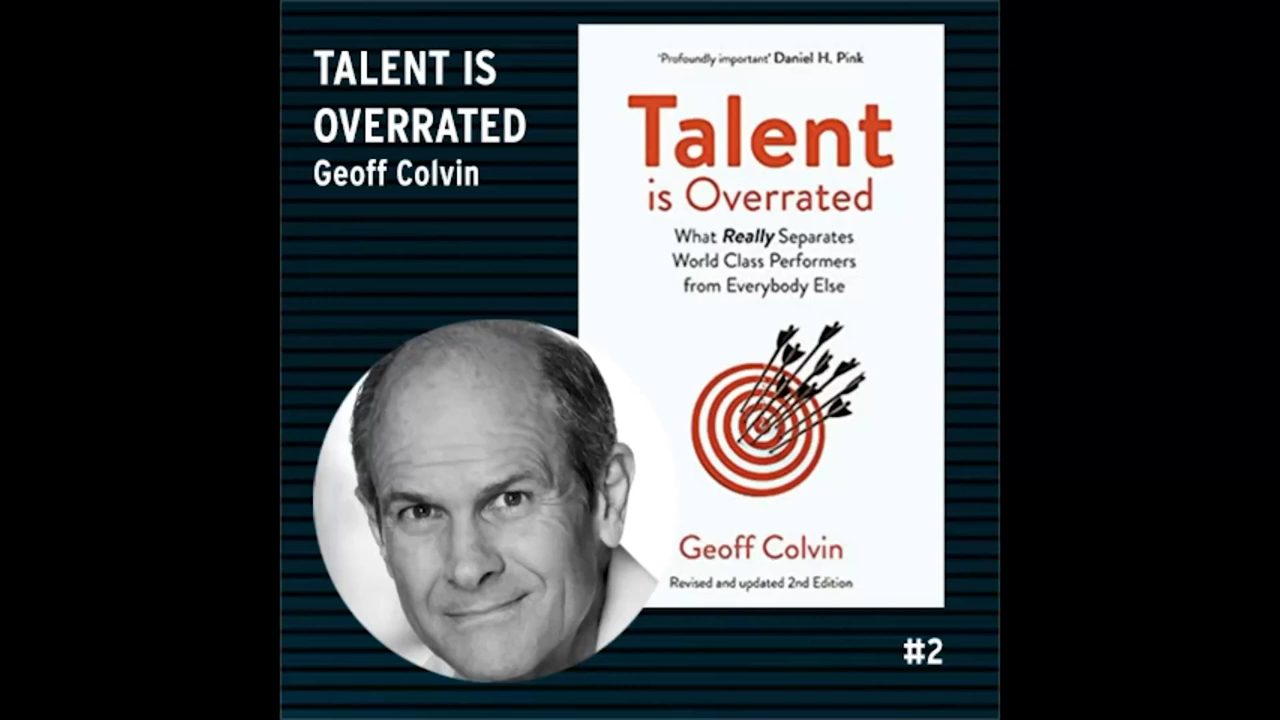 TALENT IS
OVERRATED
Geoff Colvin
'Profoundly important' Daniel H. Pink
Talent
is Overrated
What Really Separates
World Class Performers
from Everybody Else
Geoff Colvin
Revised and updated 2nd Edition
#2